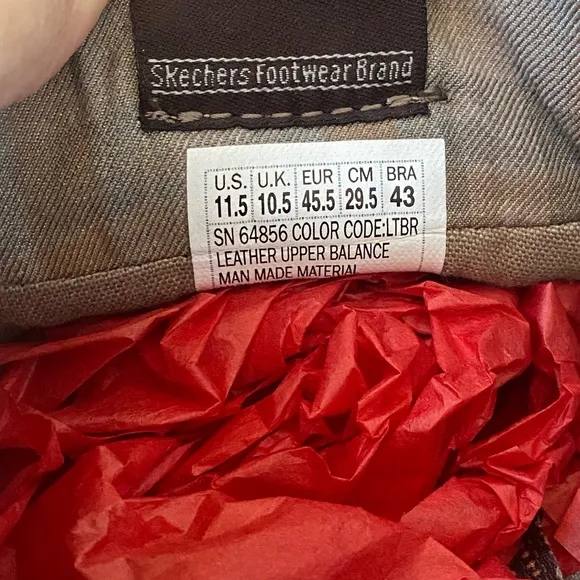 Skechers Footwear Brand
U.S. U.K. EUR CM BRA
11.5 10.5 45.5 29.5 43
SN 64856 COLOR CODE:LTBR
LEATHER UPPER BALANCE
MAN MADE MATERIAL